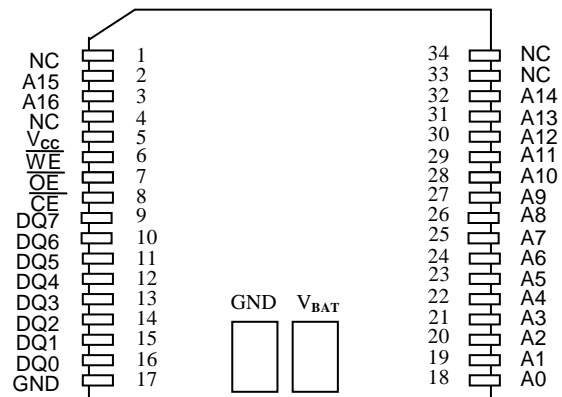 NC 1 34 NC
A15 2 33 NC
A16 3 32 A14
NC 4 31 A13
VCC 5 30 A12
WE 6 29 A11
OE 7 28 A10
CE 8 27 A9
DQ7 9 26 A8
DQ6 10 25 A7
DQ5 11 24 A6
DQ4 12 23 A5
DQ3 13 GND VBAT 22 A4
DQ2 14 21 A3
DQ1 15 20 A2
DQ0 16 19 A1
GND 17 18 A0